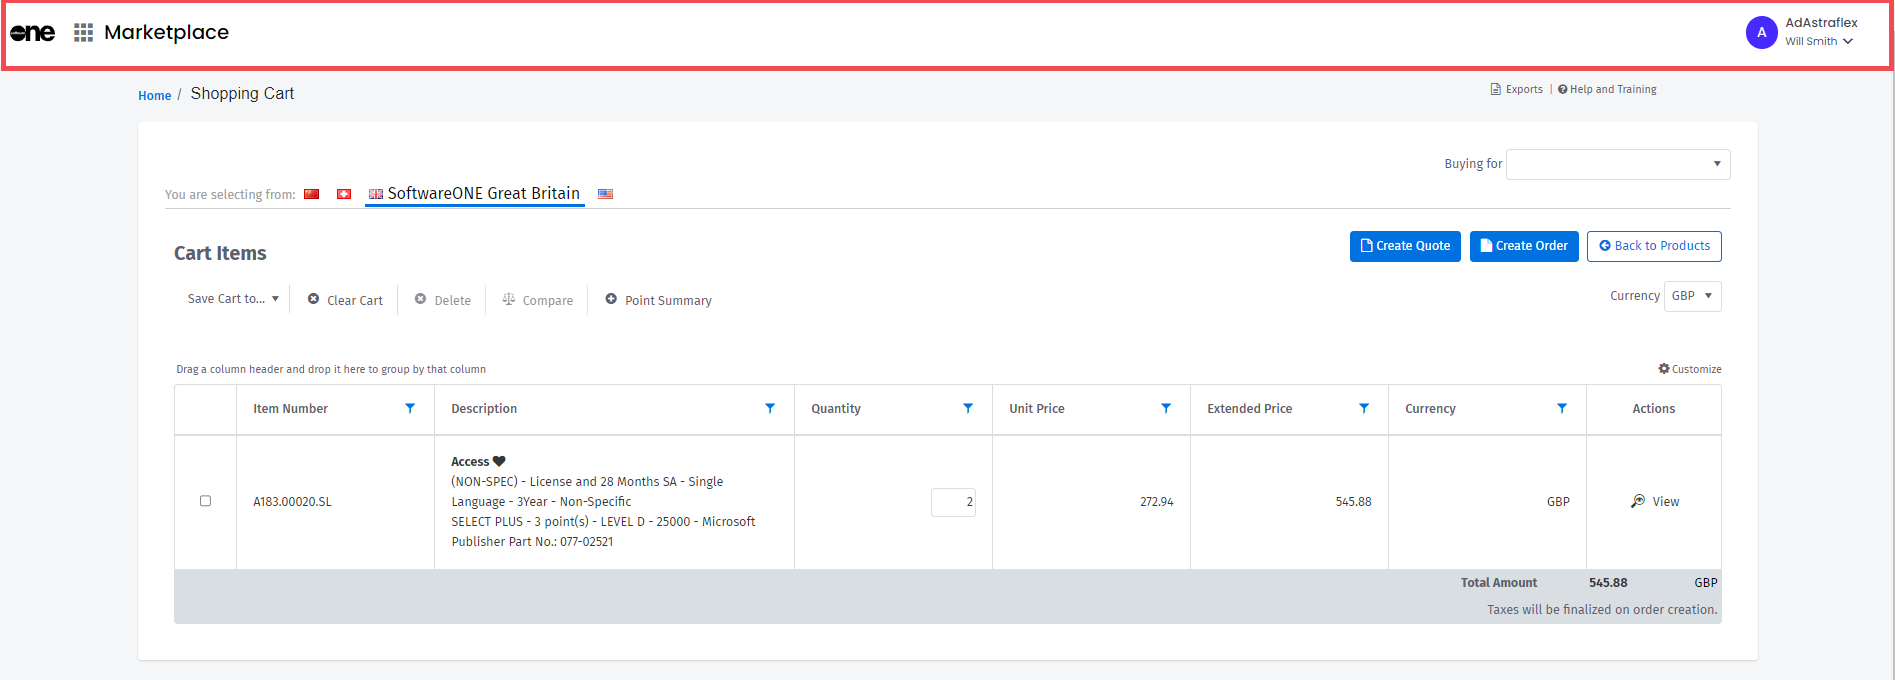 one
Marketplace
A
AdAstraflex
Will Smith
Home / Shopping Cart
Exports | Help and Training
Buying for
You are selecting from: SoftwareONE Great Britain
Cart Items
Create Quote Create Order Back to Products
Save Cart to... Clear Cart Delete Compare Point Summary
Currency GBP
Drag a column header and drop it here to group by that column
Customize
Item Number Description Quantity Unit Price Extended Price Currency Actions
Access
(NON-SPEC) - License and 28 Months SA - Single
Language - 3Year - Non-Specific
SELECT PLUS - 3 point(s) - LEVEL D - 25000 - Microsoft
Publisher Part No.: 077-02521
A183.00020.SL 2 272.94 545.88 GBP View
Total Amount 545.88 GBP
Taxes will be finalized on order creation.